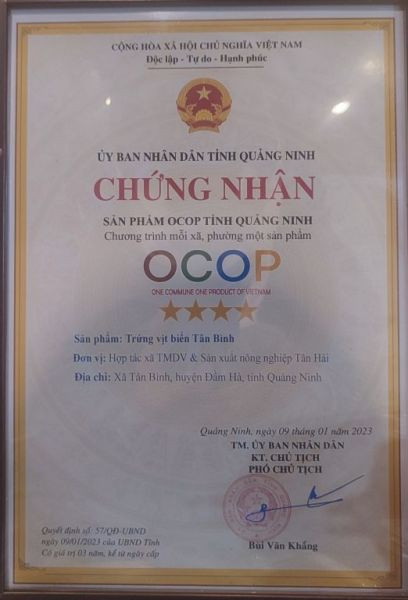 CỘNG HÒA XÃ HỘI CHỦ NGHĨA VIỆT NAM
Độc lập - Tự do - Hạnh phúc
ỦY BAN NHÂN DÂN TỈNH QUẢNG NINH
CHỨNG NHẬN
SẢN PHẨM OCOP TỈNH QUẢNG NINH
Chương trình mỗi xã, phường một sản phẩm
OCOP
ONE COMMUNE ONE PRODUCT OF VIETNAM
Sản phẩm: Trứng vịt biển Tân Bình
Đơn vị: Hợp tác xã TMDV & Sản xuất nông nghiệp Tân Hải
Địa chỉ: Xã Tân Bình, huyện Đầm Hà, tỉnh Quảng Ninh
Quảng Ninh, ngày 09 tháng 01 năm 2023
TM. ỦY BAN NHÂN DÂN
KT. CHỦ TỊCH
PHÓ CHỦ TỊCH
Quyết định số: 57/QĐ-UBND
ngày 09/01/2023 của UBND Tỉnh
Có giá trị 03 năm, kể từ ngày cấp
Bùi Văn Khắng